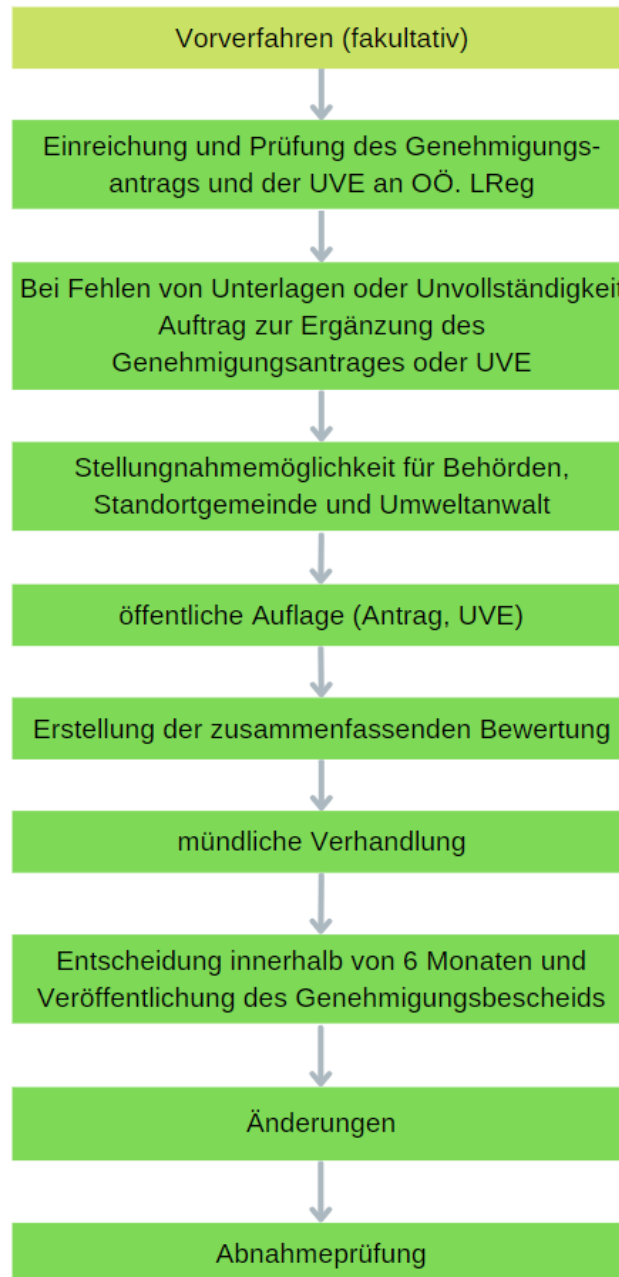 Vorverfahren (fakultativ)
Einreichung und Prüfung des Genehmigungs-
antrags und der UVE an OÖ. LReg
Bei Fehlen von Unterlagen oder Unvollständigkeit
Auftrag zur Ergänzung des
Genehmigungsantrages oder UVE
Stellungnahmemöglichkeit für Behörden,
Standortgemeinde und Umweltanwalt
öffentliche Auflage (Antrag, UVE)
Erstellung der zusammenfassenden Bewertung
mündliche Verhandlung
Entscheidung innerhalb von 6 Monaten und
Veröffentlichung des Genehmigungsbescheids
Änderungen
Abnahmeprüfung